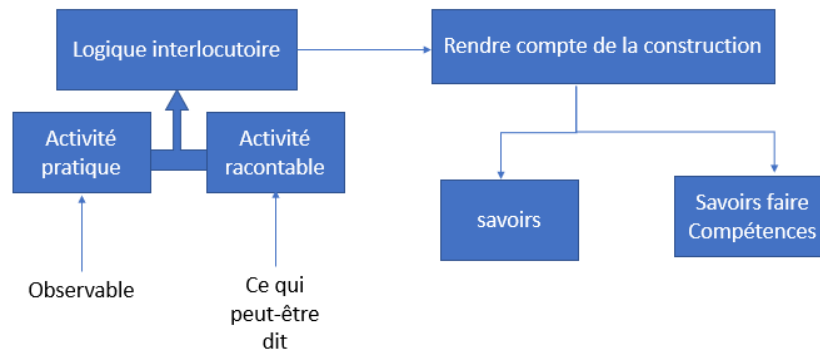 Logique interlocutoire
Rendre compte de la construction
Activité
pratique
Activité
racontable
savoirs
Savoirs faire
Compétences
Observable
Ce qui
peut-être
dit